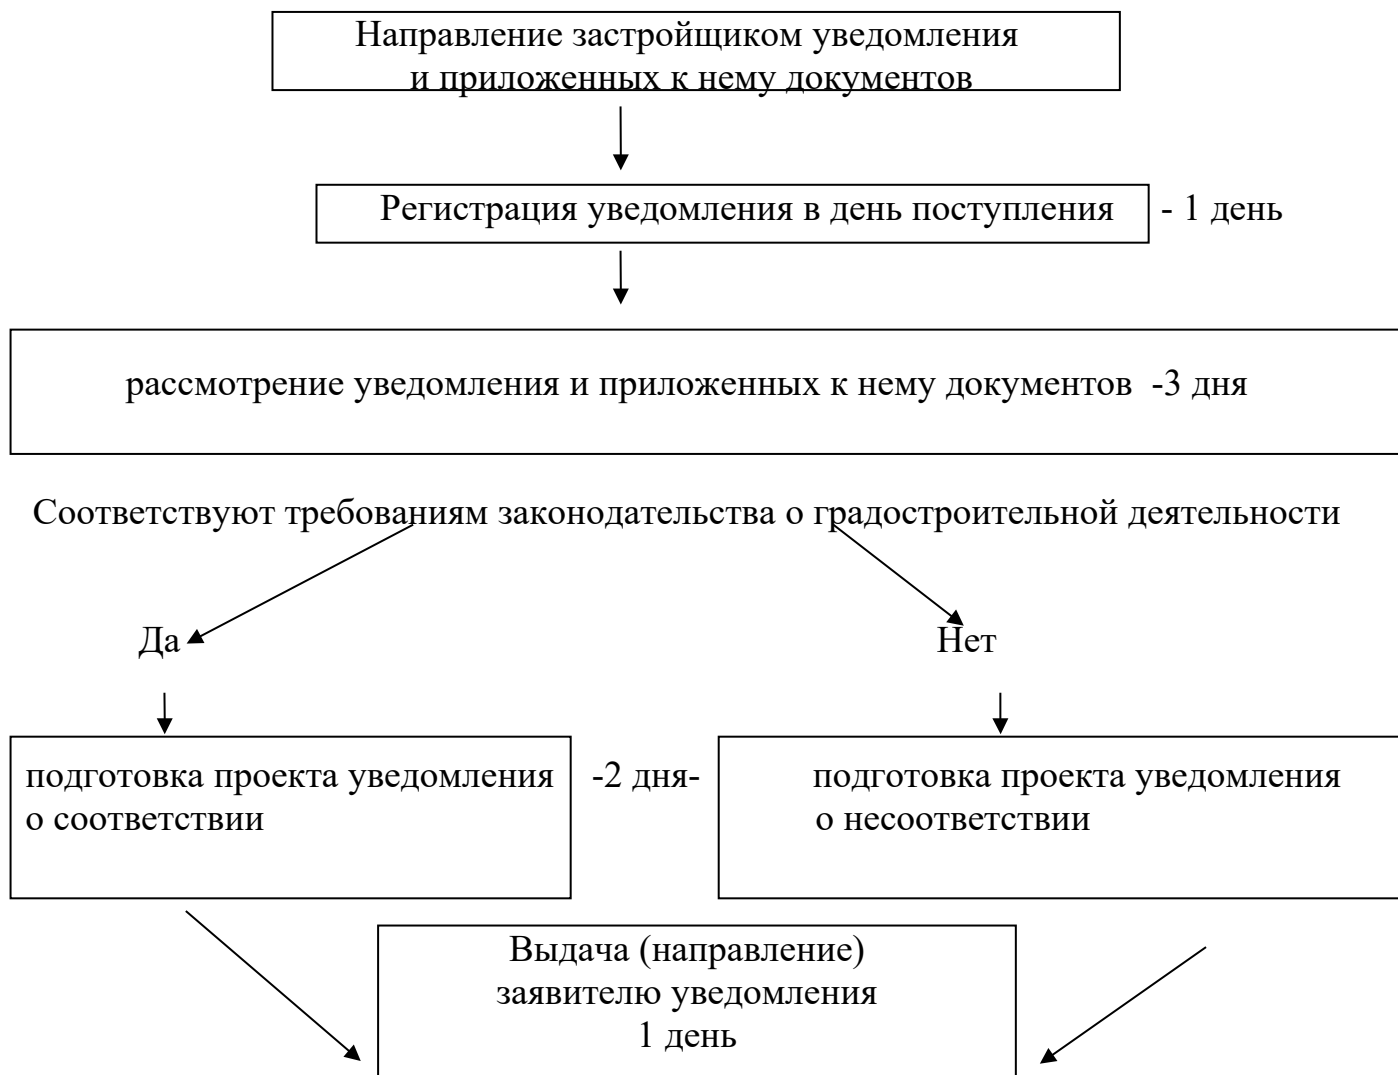 Направление застройщиком уведомления
и приложенных к нему документов
Регистрация уведомления в день поступления - 1 день
рассмотрение уведомления и приложенных к нему документов -3 дня
Соответствуют требованиям законодательства о градостроительной деятельности
Да
Нет
подготовка проекта уведомления
о соответствии
-2 дня-
подготовка проекта уведомления
о несоответствии
Выдача (направление)
заявителю уведомления
1 день